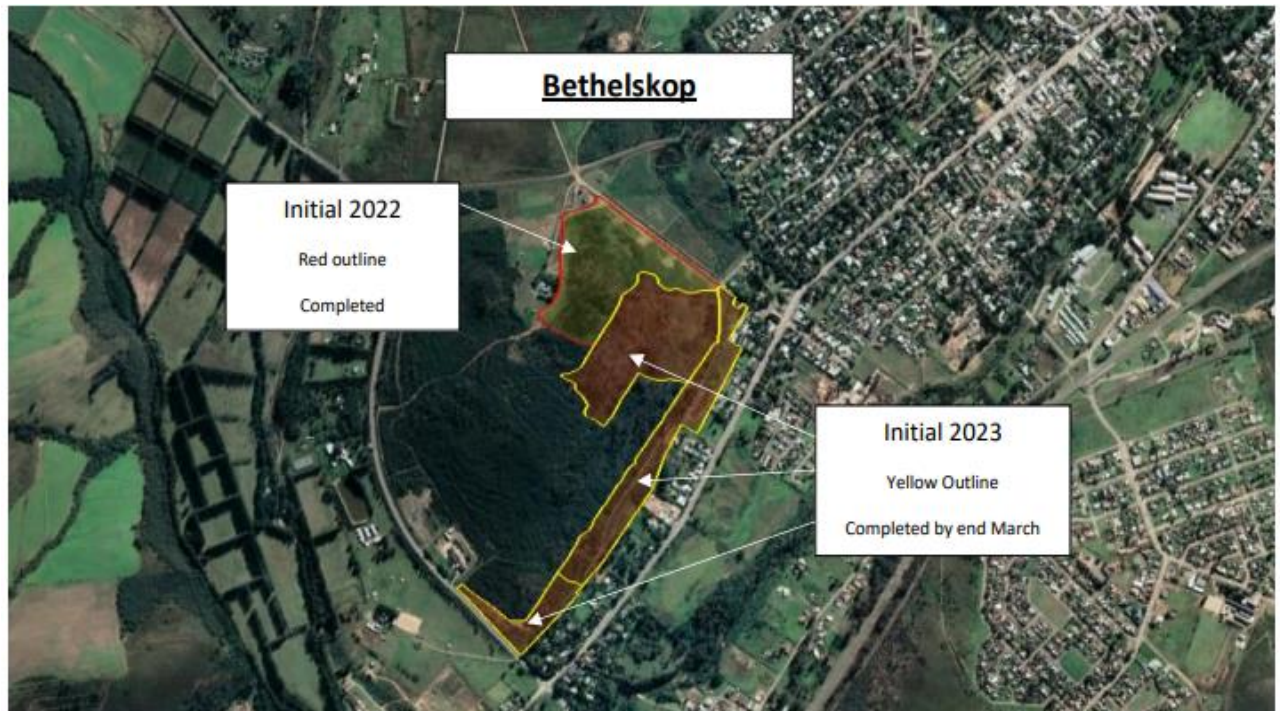 Bethelskop
Initial 2022
Red outline
Completed
Initial 2023
Yellow Outline
Completed by end March